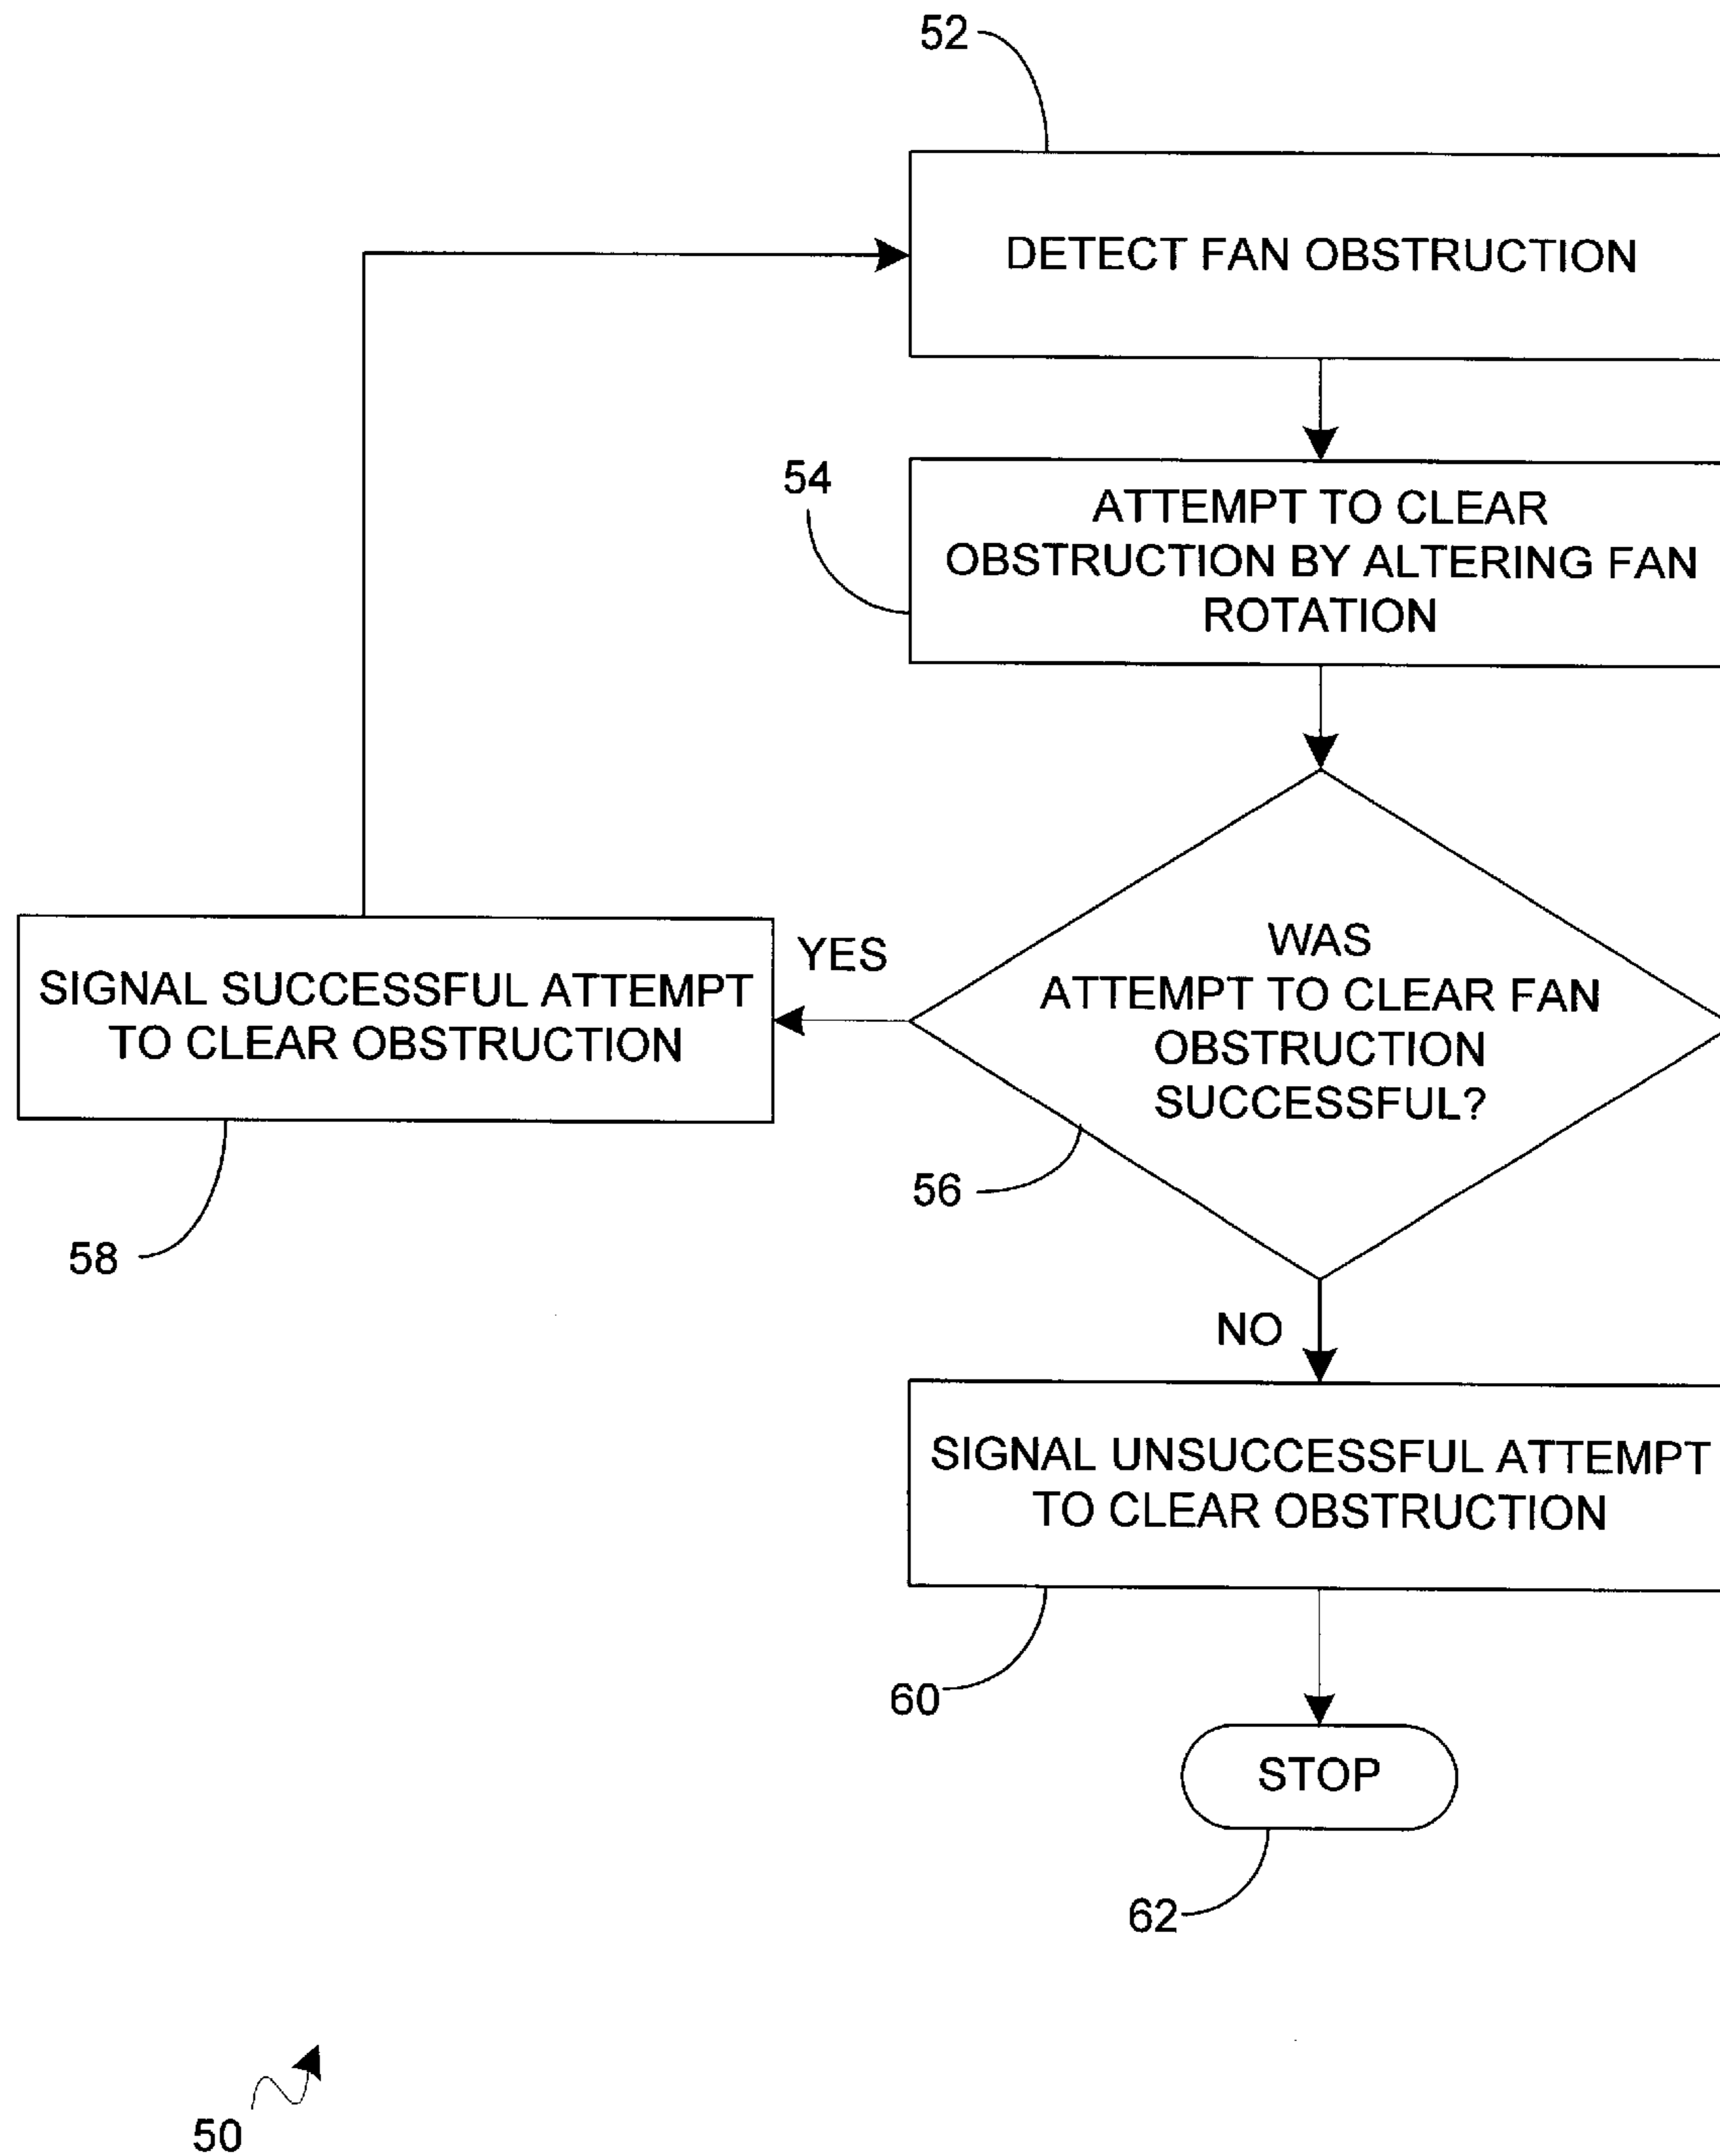 52
DETECT FAN OBSTRUCTION
54
ATTEMPT TO CLEAR
OBSTRUCTION BY ALTERING FAN
ROTATION
WAS
ATTEMPT TO CLEAR FAN
OBSTRUCTION
SUCCESSFUL?
YES
SIGNAL SUCCESSFUL ATTEMPT
TO CLEAR OBSTRUCTION
56
58
NO
SIGNAL UNSUCCESSFUL ATTEMPT
TO CLEAR OBSTRUCTION
60
STOP
62
50